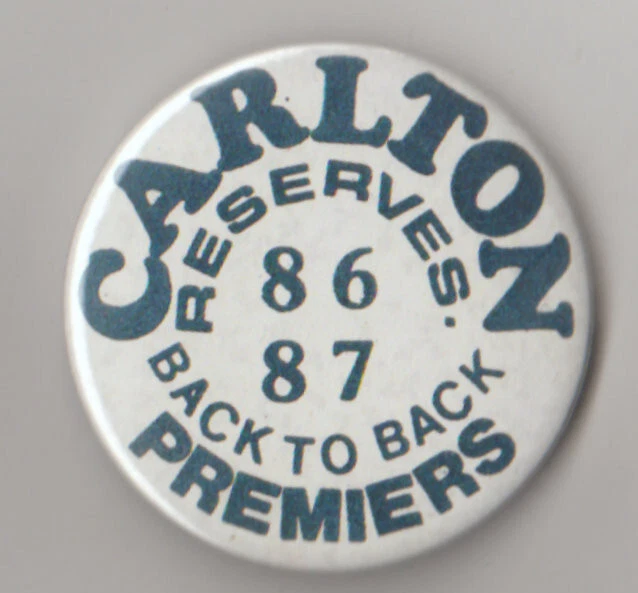 CARLTON
RESERVES.
86
87
BACK TO BACK
PREMIERS